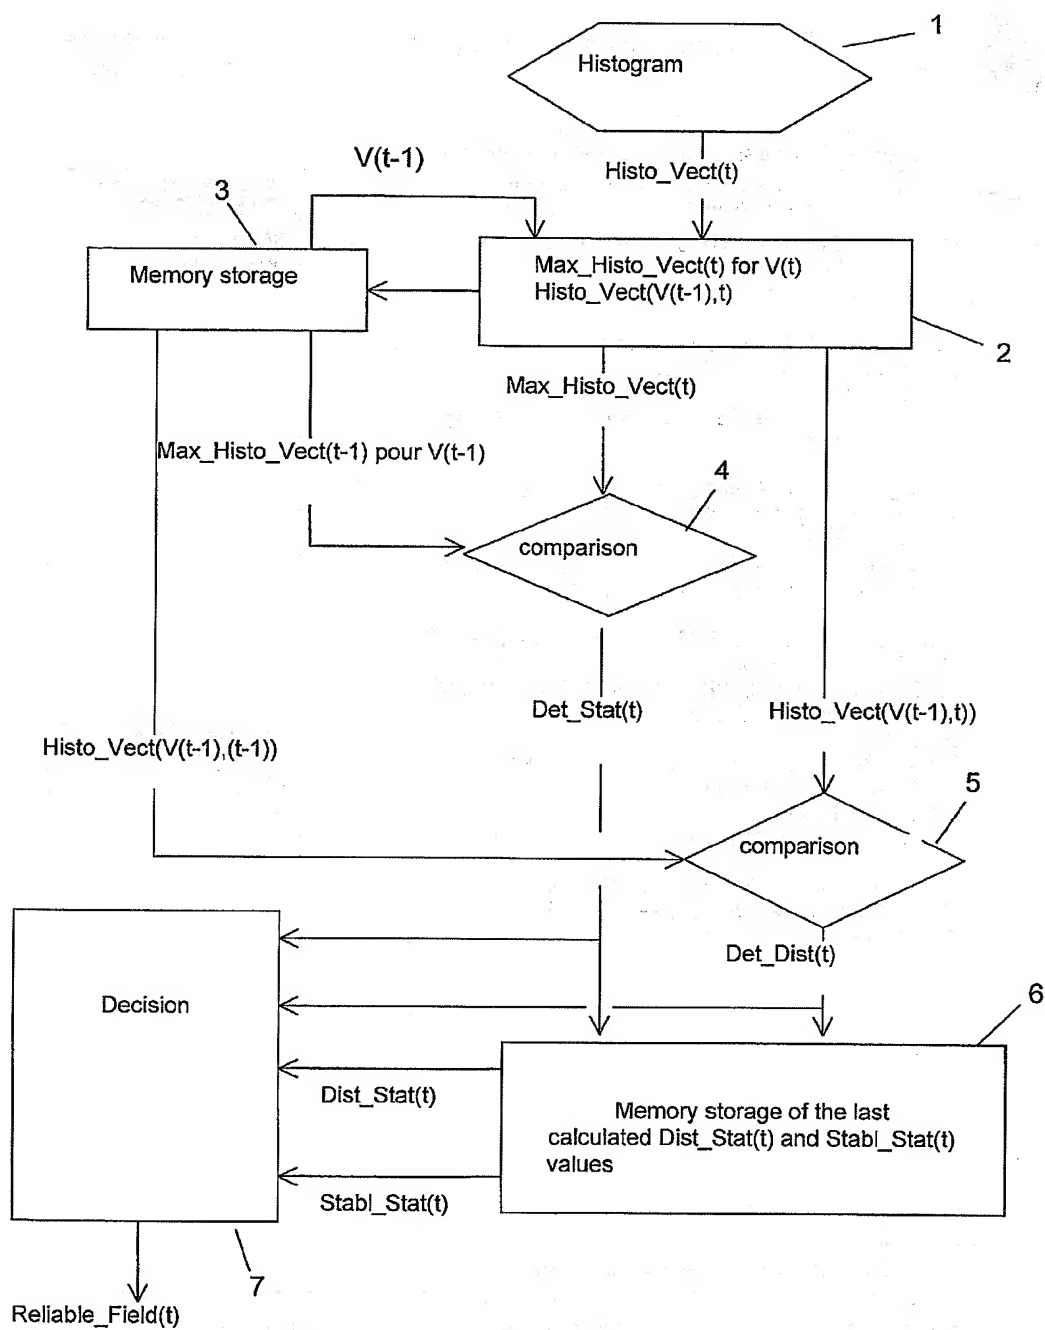 1
Histogram
V(t-1)
Histo_Vect(t)
3
Memory storage
Max_Histo_Vect(t) for V(t)
Histo_Vect(V(t-1),t)
2
Max_Histo_Vect(t)
Max_Histo_Vect(t-1) pour V(t-1)
4
comparison
Det_Stat(t)
Histo_Vect(V(t-1),t))
Histo_Vect(V(t-1),(t-1))
5
comparison
Det_Dist(t)
Decision
6
Dist_Stat(t)
Memory storage of the last
calculated Dist_Stat(t) and Stabl_Stat(t)
values
Stabl_Stat(t)
7
Reliable_Field(t)